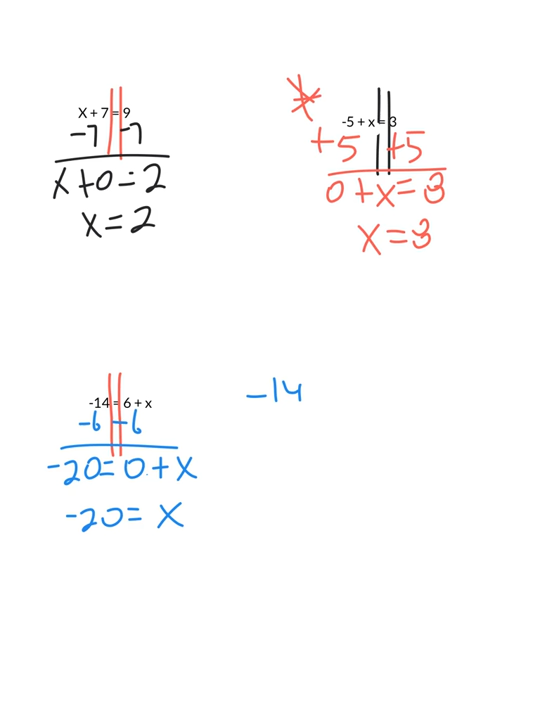 X + 7 = 9
-7 -7
x+0=2
x=2
-5 + x = 3
+5 +5
0+x=3
x=3
-14 = 6 + x
-6 -6
-20=0+x
-20=x
-14